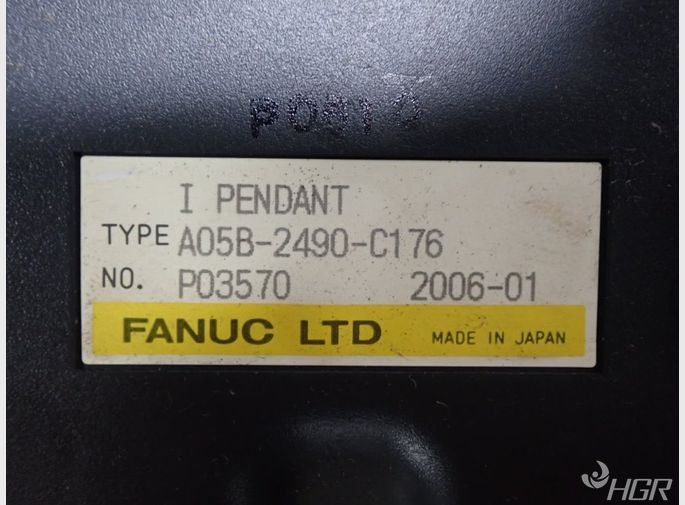 I PENDANT
TYPE A05B-2490-C176
NO. P03570 2006-01
FANUC LTD MADE IN JAPAN
HGR